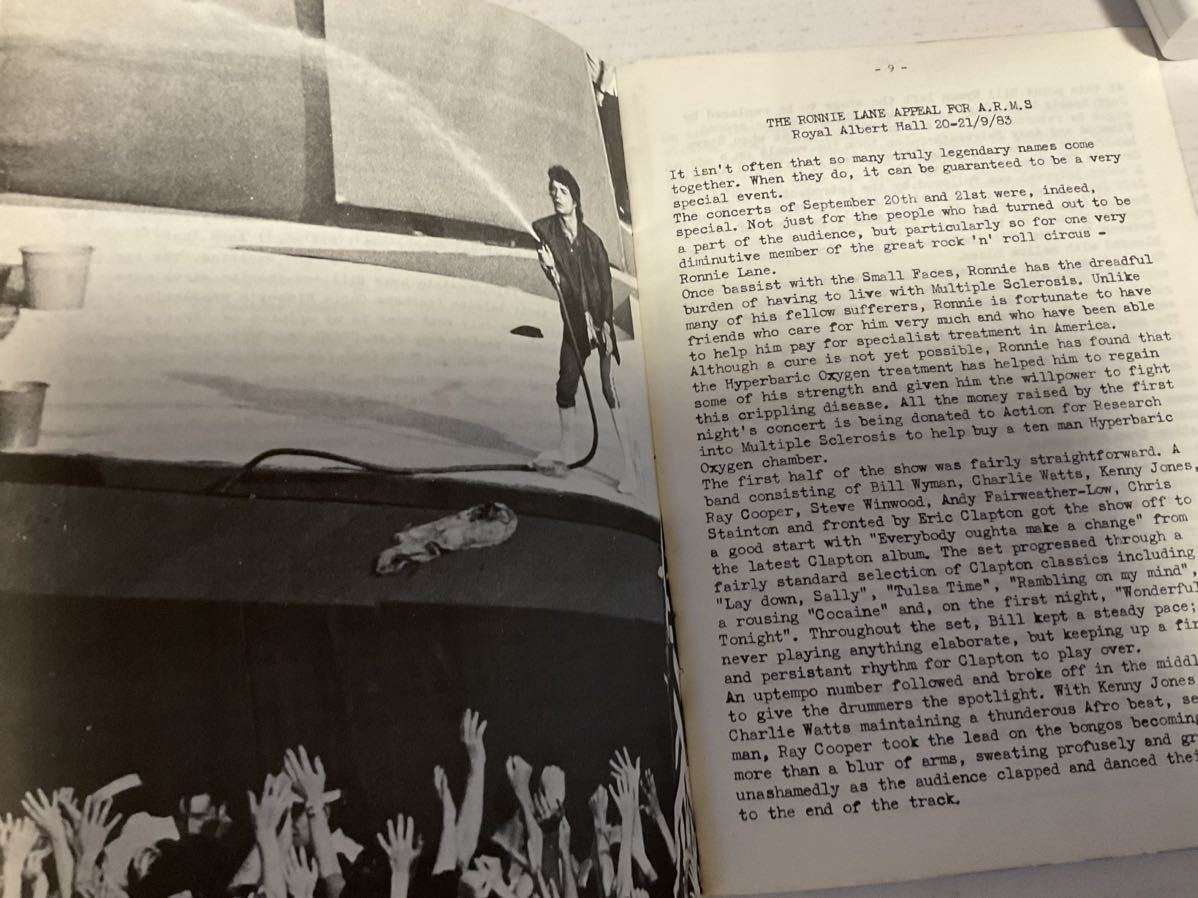 - 9 -
THE RONNIE LANE APPEAL FOR A.R.M.S
Royal Albert Hall 20-21/9/83
It isn't often that so many truly legendary names come
together. When they do, it can be guaranteed to be a very
special event.
The concerts of September 20th and 21st were, indeed,
special. Not just for the people who had turned out to be
a part of the audience, but particularly so for one very
diminutive member of the great rock 'n' roll circus -
Ronnie Lane.
Once bassist with the Small Faces, Ronnie has the dreadful
burden of having to live with Multiple Sclerosis. Unlike
many of his fellow sufferers, Ronnie is fortunate to have
friends who care for him very much and who have been able
to help him pay for specialist treatment in America.
Although a cure is not yet possible, Ronnie has found that
the Hyperbaric Oxygen treatment has helped him to regain
some of his strength and given him the willpower to fight
this crippling disease. All the money raised by the first
night's concert is being donated to Action for Research
into Multiple Sclerosis to help buy a ten man Hyperbaric
Oxygen chamber.
The first half of the show was fairly straightforward. A
band consisting of Bill Wyman, Charlie Watts, Kenny Jones,
Ray Cooper, Steve Winwood, Andy Fairweather-Low, Chris
Stainton and fronted by Eric Clapton got the show off to
a good start with "Everybody oughta make a change" from
the latest Clapton album. The set progressed through a
fairly standard selection of Clapton classics including
"Lay down, Sally", "Tulsa Time", "Rambling on my mind",
a rousing "Cocaine" and, on the first night, "Wonderful
Tonight". Throughout the set, Bill kept a steady pace;
never playing anything elaborate, but keeping up a fir
and persistant rhythm for Clapton to play over.
An uptempo number followed and broke off in the middl
to give the drummers the spotlight. With Kenny Jones
Charlie Watts maintaining a thunderous Afro beat, se
man, Ray Cooper took the lead on the bongos becoming
more than a blur of arms, sweating profusely and gr
unashamedly as the audience clapped and danced thei
to the end of the track.